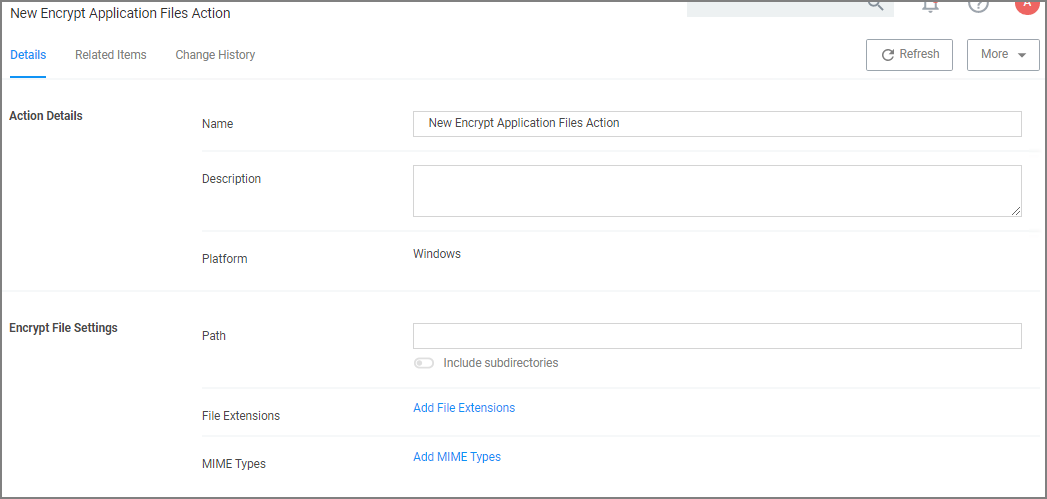 New Encrypt Application Files Action
Details Related Items Change History Refresh More
Action Details
Name New Encrypt Application Files Action
Description
Platform Windows
Encrypt File Settings
Path
Include subdirectories
File Extensions Add File Extensions
MIME Types Add MIME Types